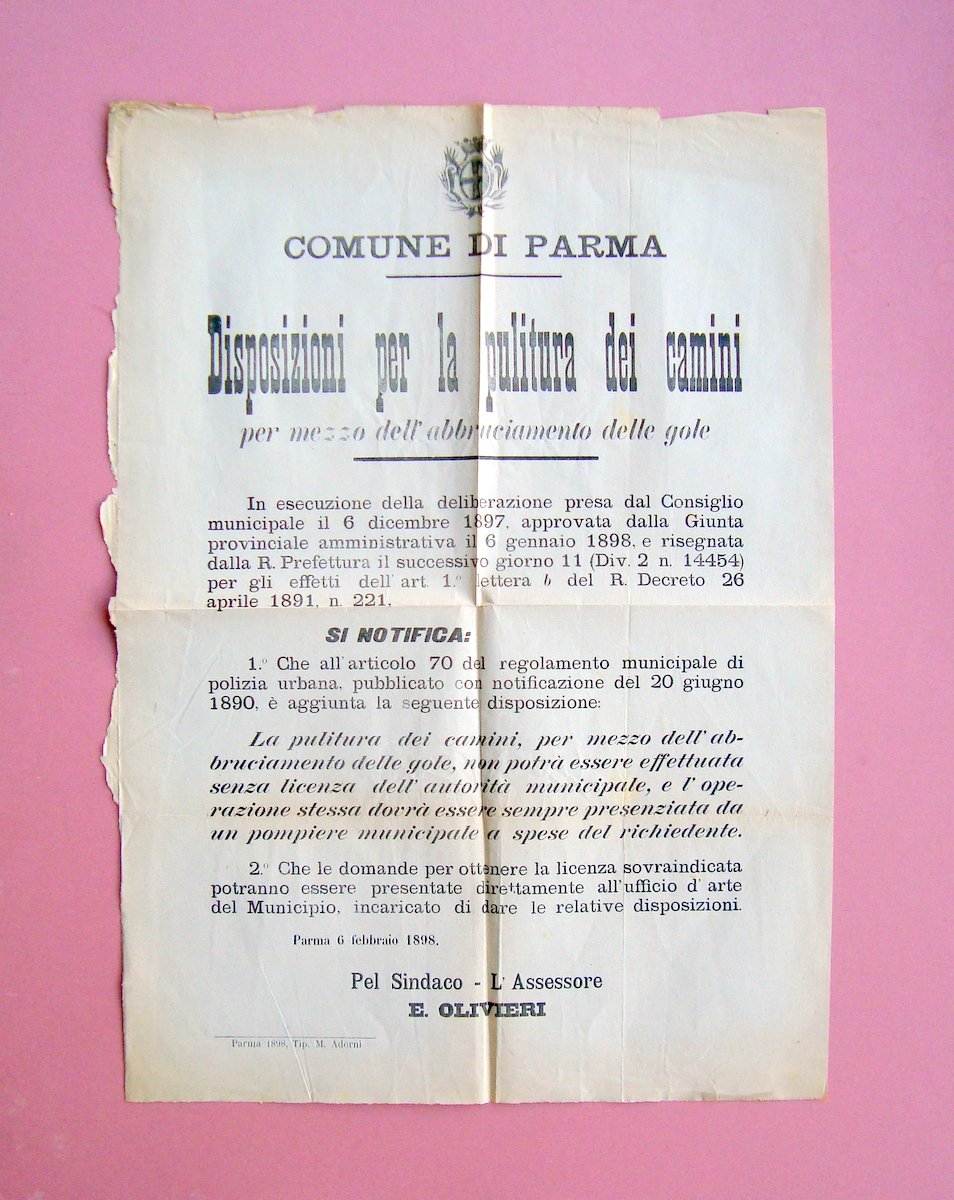 COMUNE DI PARMA
Disposizioni per la pulitura dei camini
per mezzo dell'abbruciamento delle gole
In esecuzione della deliberazione presa dal Consiglio
municipale il 6 dicembre 1897, approvata dalla Giunta
provinciale amministrativa il 6 gennaio 1898, e risegnata
dalla R. Prefettura il successivo giorno 11 (Div. 2 n. 14454)
per gli effetti dell'art. 1.º lettera b del R. Decreto 26
aprile 1891, n. 221,
SI NOTIFICA:
1.º Che all'articolo 70 del regolamento municipale di
polizia urbana, pubblicato con notificazione del 20 giugno
1890, è aggiunta la seguente disposizione:
La pulitura dei camini, per mezzo dell'ab-
bruciamento delle gole, non potrà essere effettuata
senza licenza dell'autorità municipale, e l'ope-
razione stessa dovrà essere sempre presenziata da
un pompiere municipale a spese del richiedente.
2.º Che le domande per ottenere la licenza sovraindicata
potranno essere presentate direttamente all'ufficio d'arte
del Municipio, incaricato di dare le relative disposizioni.
Parma 6 febbraio 1898.
Pel Sindaco - L'Assessore
E. OLIVIERI
Parma 1898, Tip. M. Adorni